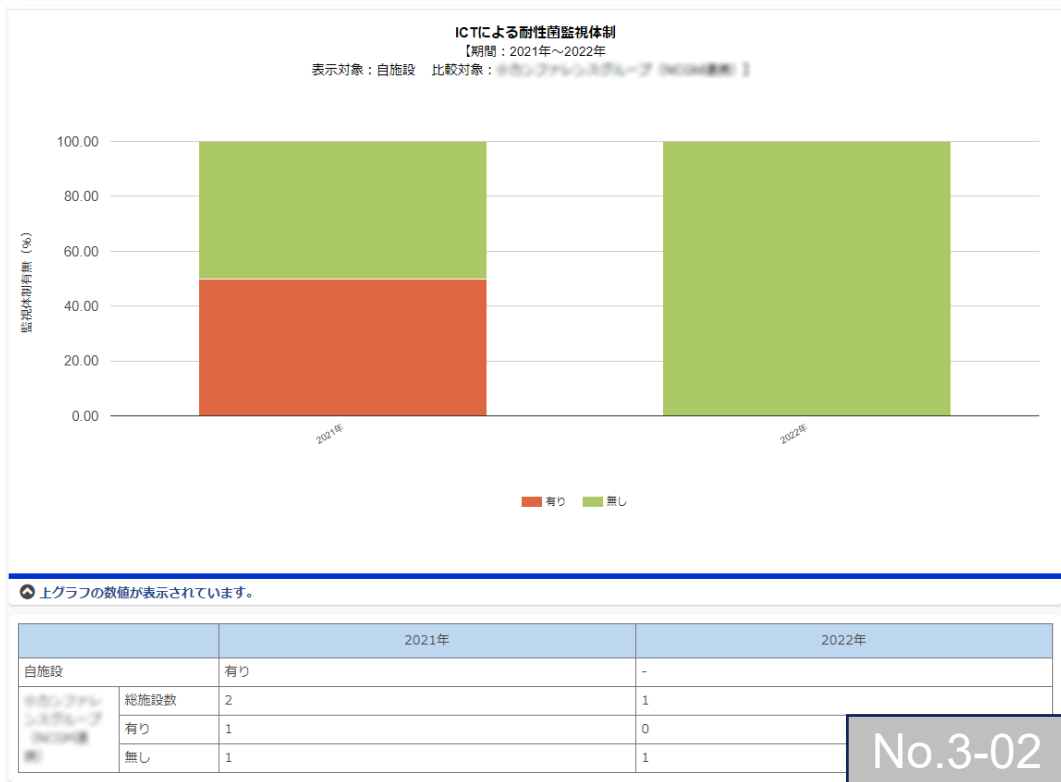 ICTによる耐性菌監視体制
【期間：2021年～2022年
表示対象：自施設　比較対象：
100.00
80.00
60.00
40.00
20.00
0.00
監視体制有無（%）
2021年
2022年
有り
無し
上グラフの数値が表示されています。
2021年 2022年
自施設 有り -
総施設数 2 1
有り 1 0
無し 1 1
No.3-02